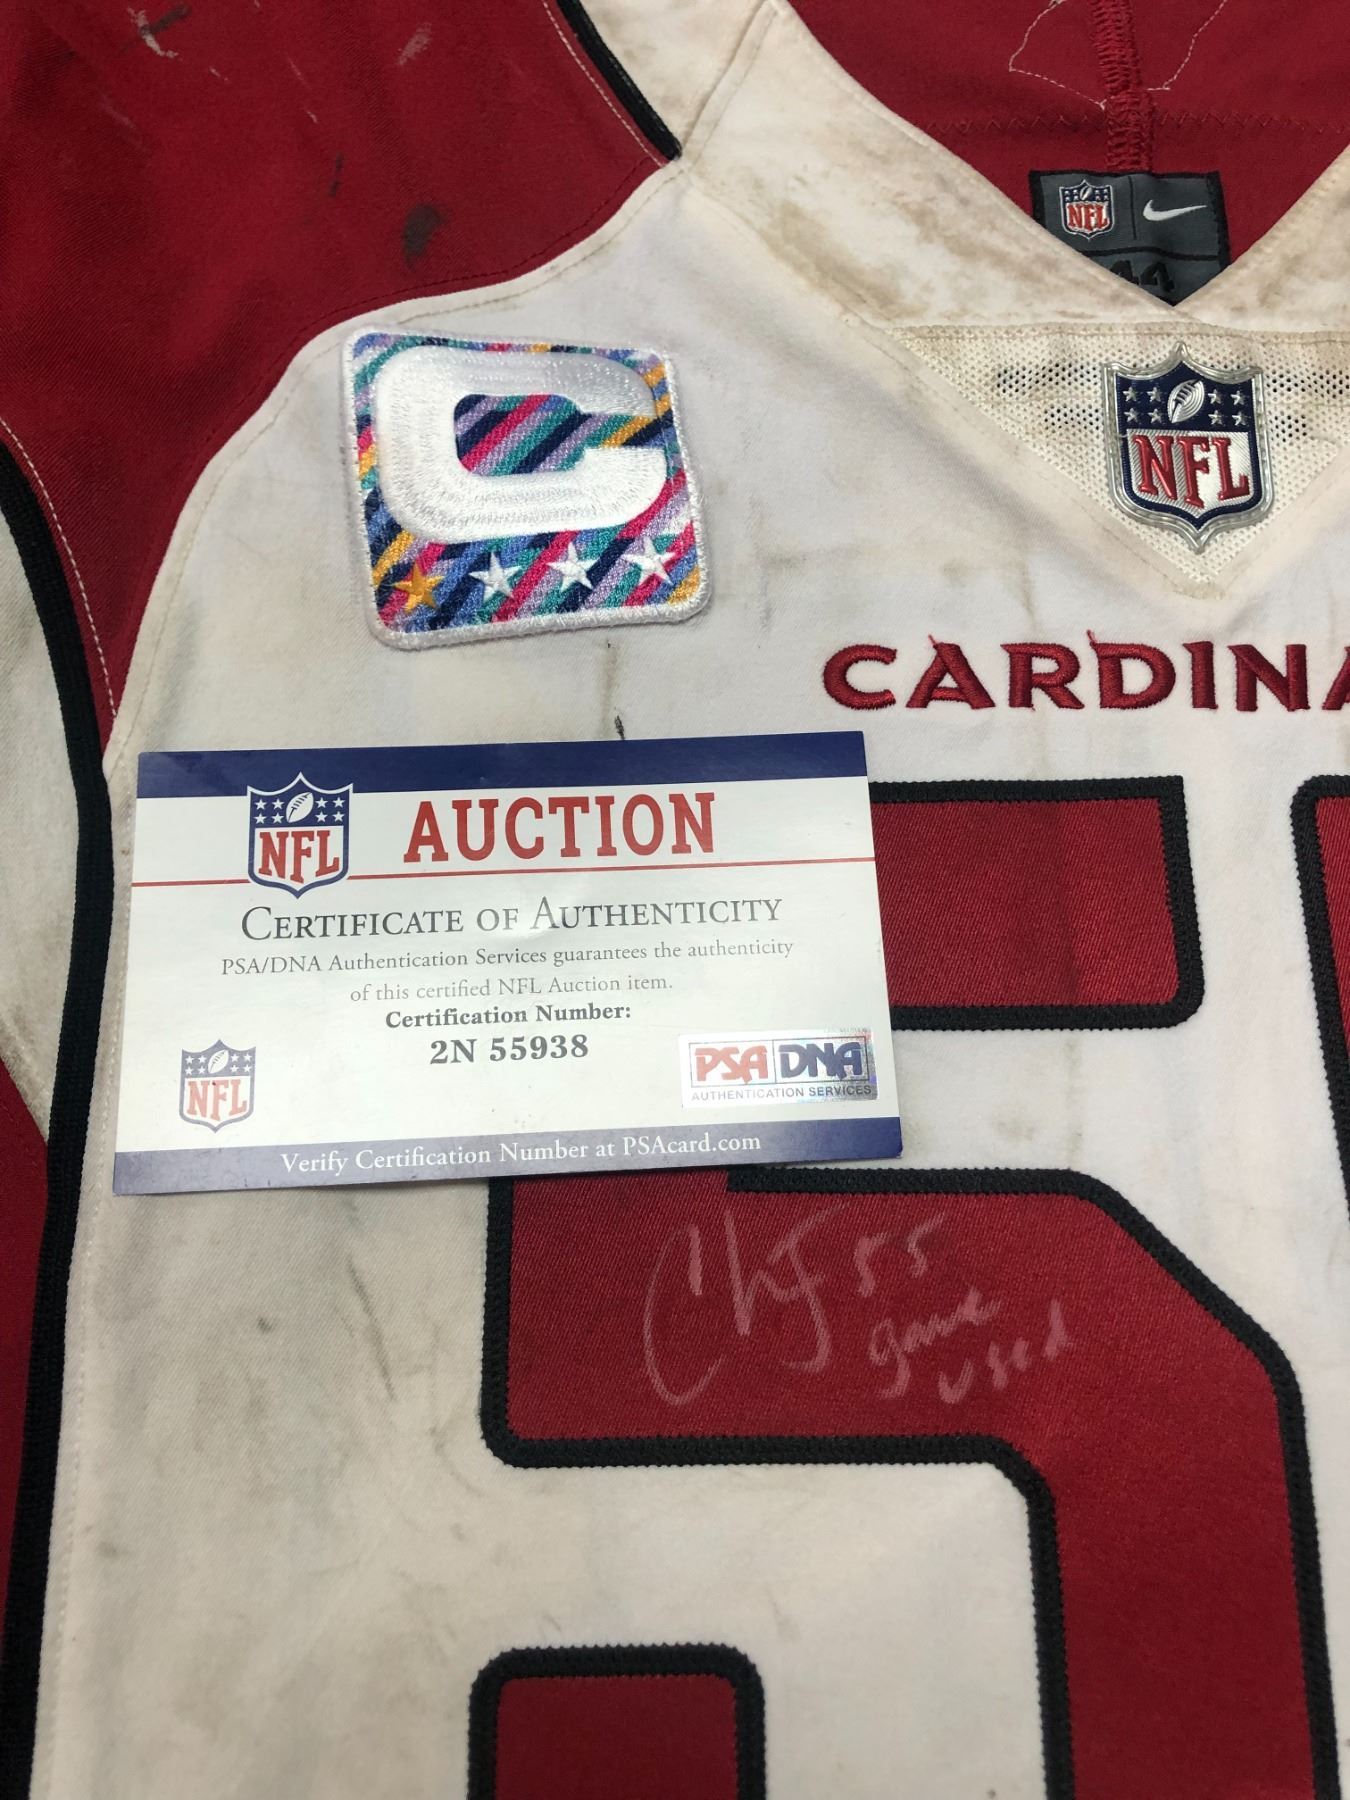 NFL
44
C
NFL
CARDINA
NFL AUCTION
CERTIFICATE OF AUTHENTICITY
PSA/DNA Authentication Services guarantees the authenticity
of this certified NFL Auction item.
Certification Number:
2N 55938
NFL
PSA DNA
AUTHENTICATION SERVICES
Verify Certification Number at PSAcard.com
55
game
used